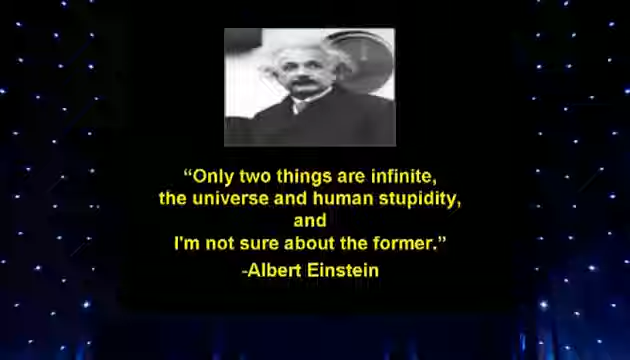 “Only two things are infinite,
the universe and human stupidity,
and
I'm not sure about the former.”
-Albert Einstein